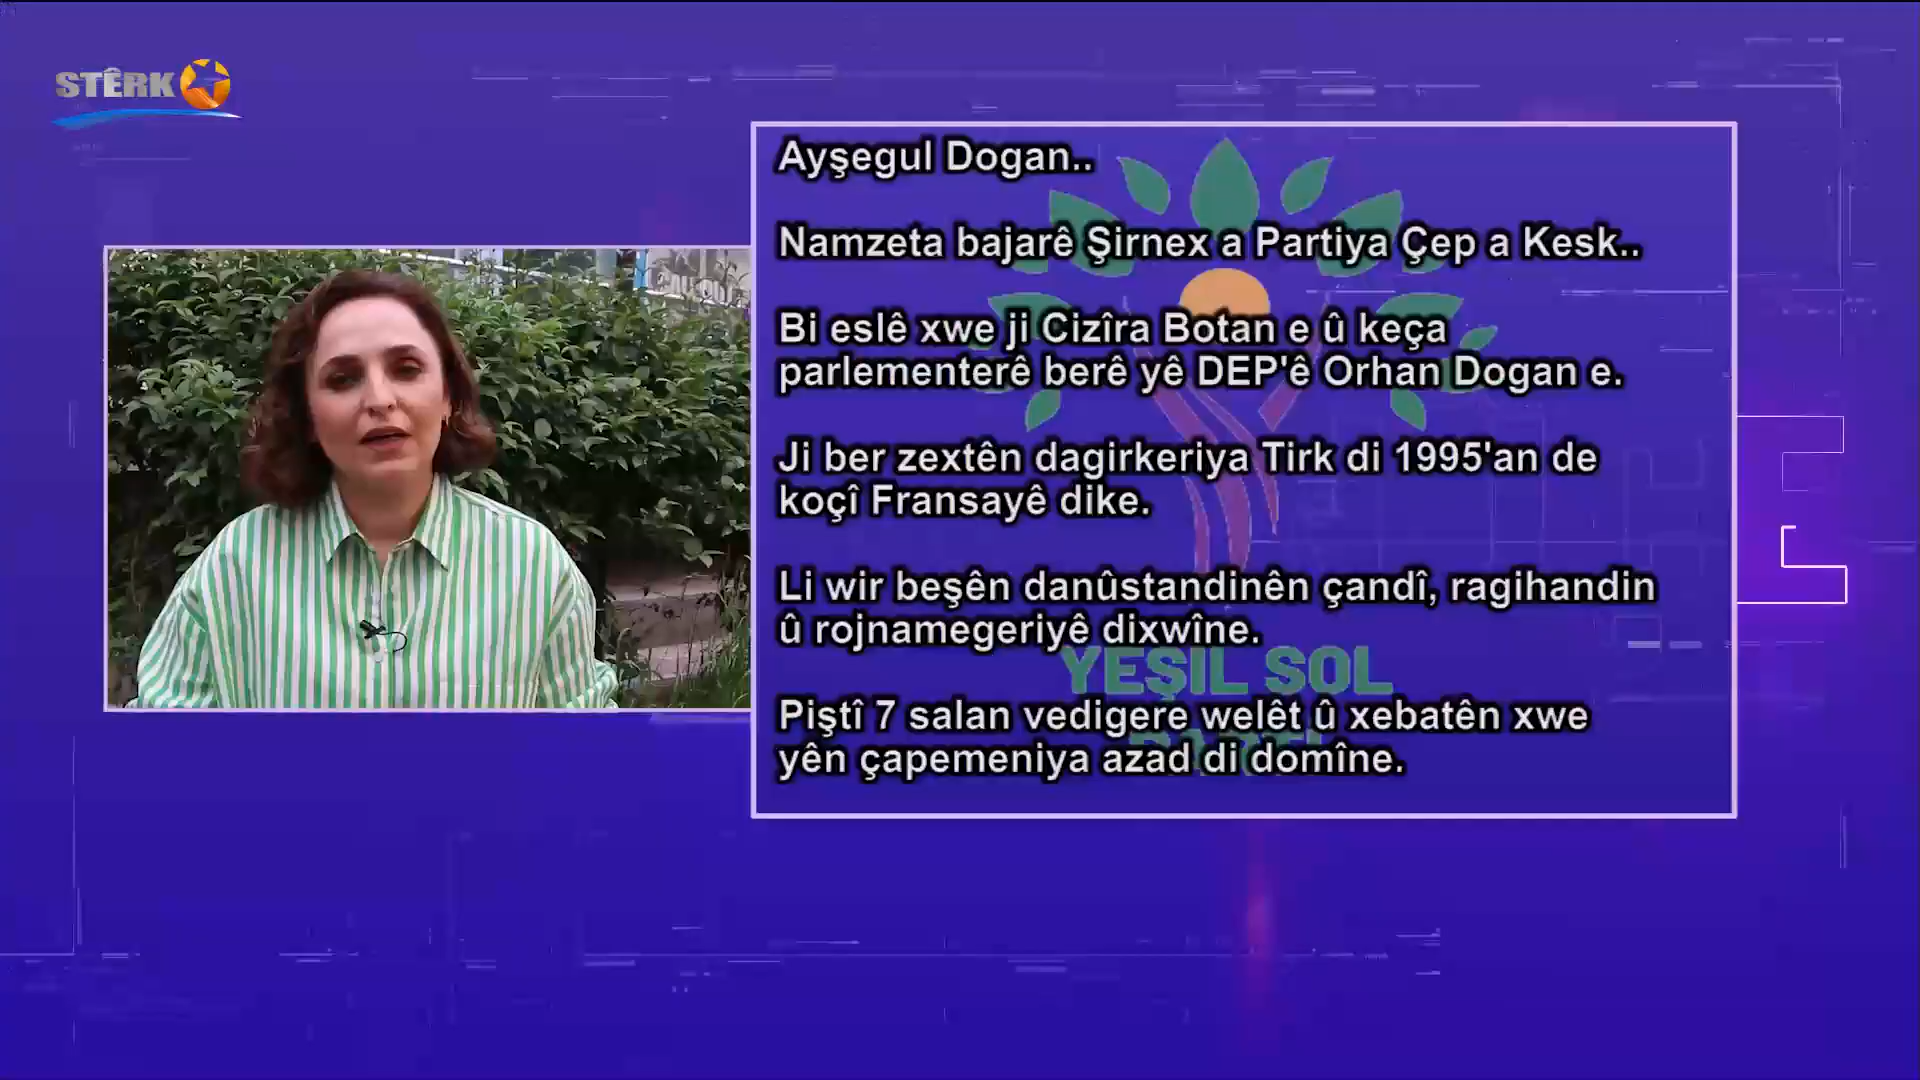 STÊRK
Ayşegul Dogan..
Namzeta bajarê Şirnex a Partiya Çep a Kesk..
Bi eslê xwe ji Cizîra Botan e û keça
parlementerê berê yê DEP'ê Orhan Dogan e.
Ji ber zextên dagirkeriya Tirk di 1995'an de
koçî Fransayê dike.
Li wir beşên danûstandinên çandî, ragihandin
û rojnamegeriyê dixwîne.
YEŞİL SOL
Piştî 7 salan vedigere welêt û xebatên xwe
yên çapemeniya azad di domîne.